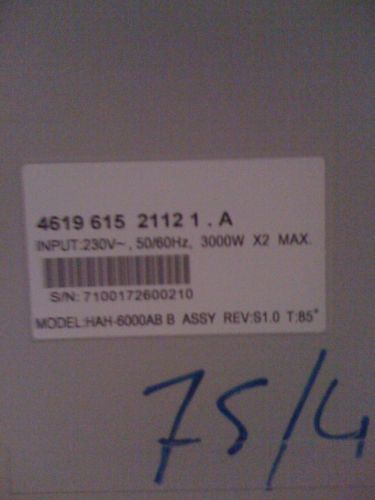 4619 615 2112 1 . A
INPUT:230V~, 50/60Hz, 3000W X2 MAX.
S/N: 7100172600210
MODEL:HAH-6000AB B ASSY REV:S1.0 T:85°
75/4